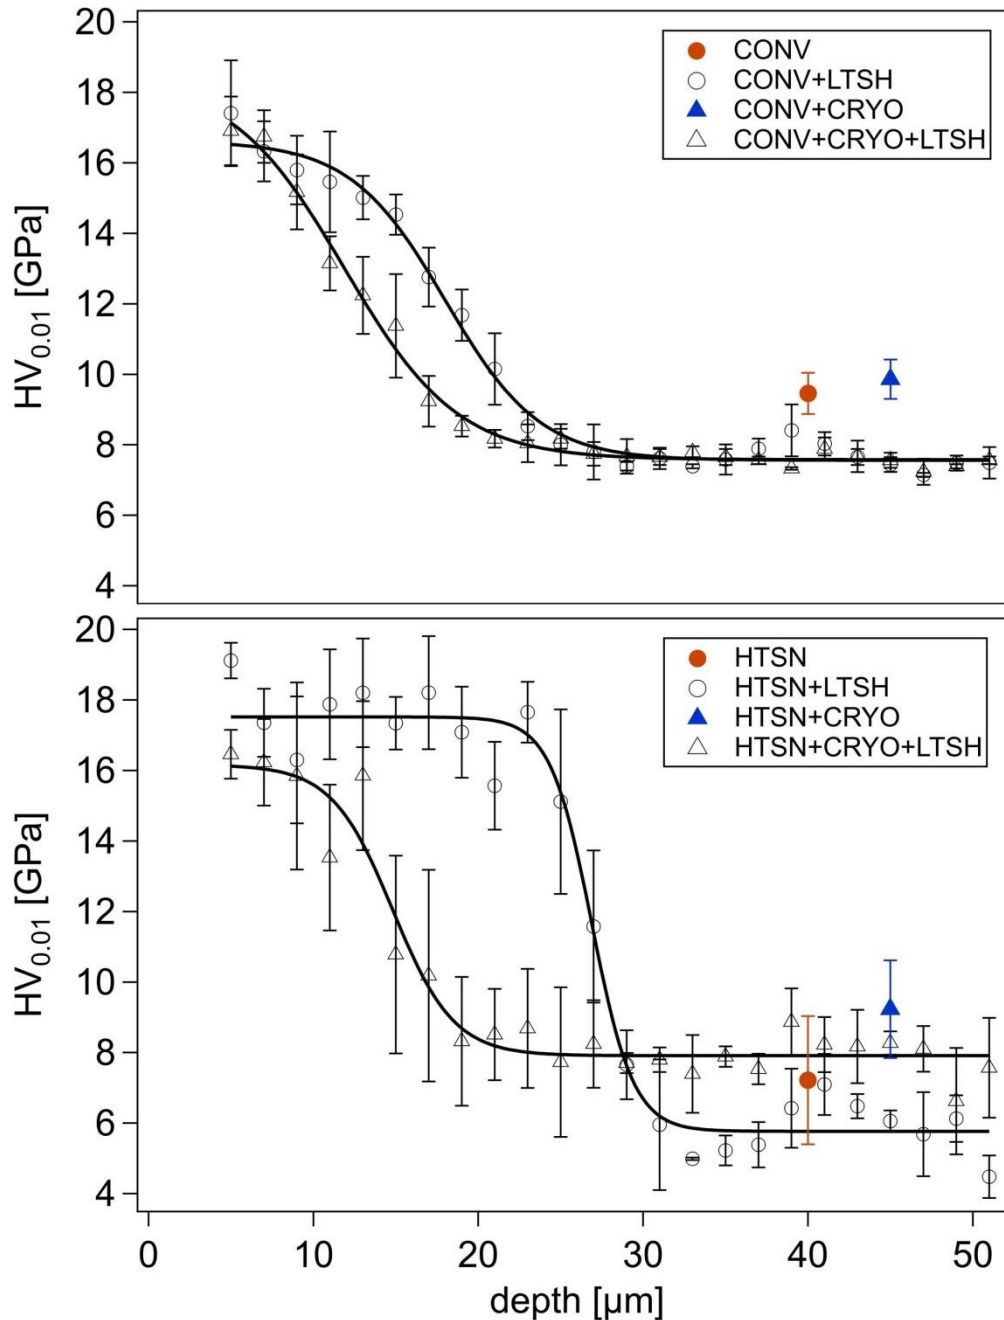 20
18
16
14
12
10
8
6
4
HV0.01 [GPa]
CONV
CONV+LTSH
CONV+CRYO
CONV+CRYO+LTSH
20
18
16
14
12
10
8
6
4
HV0.01 [GPa]
HTSN
HTSN+LTSH
HTSN+CRYO
HTSN+CRYO+LTSH
0 10 20 30 40 50
depth [µm]